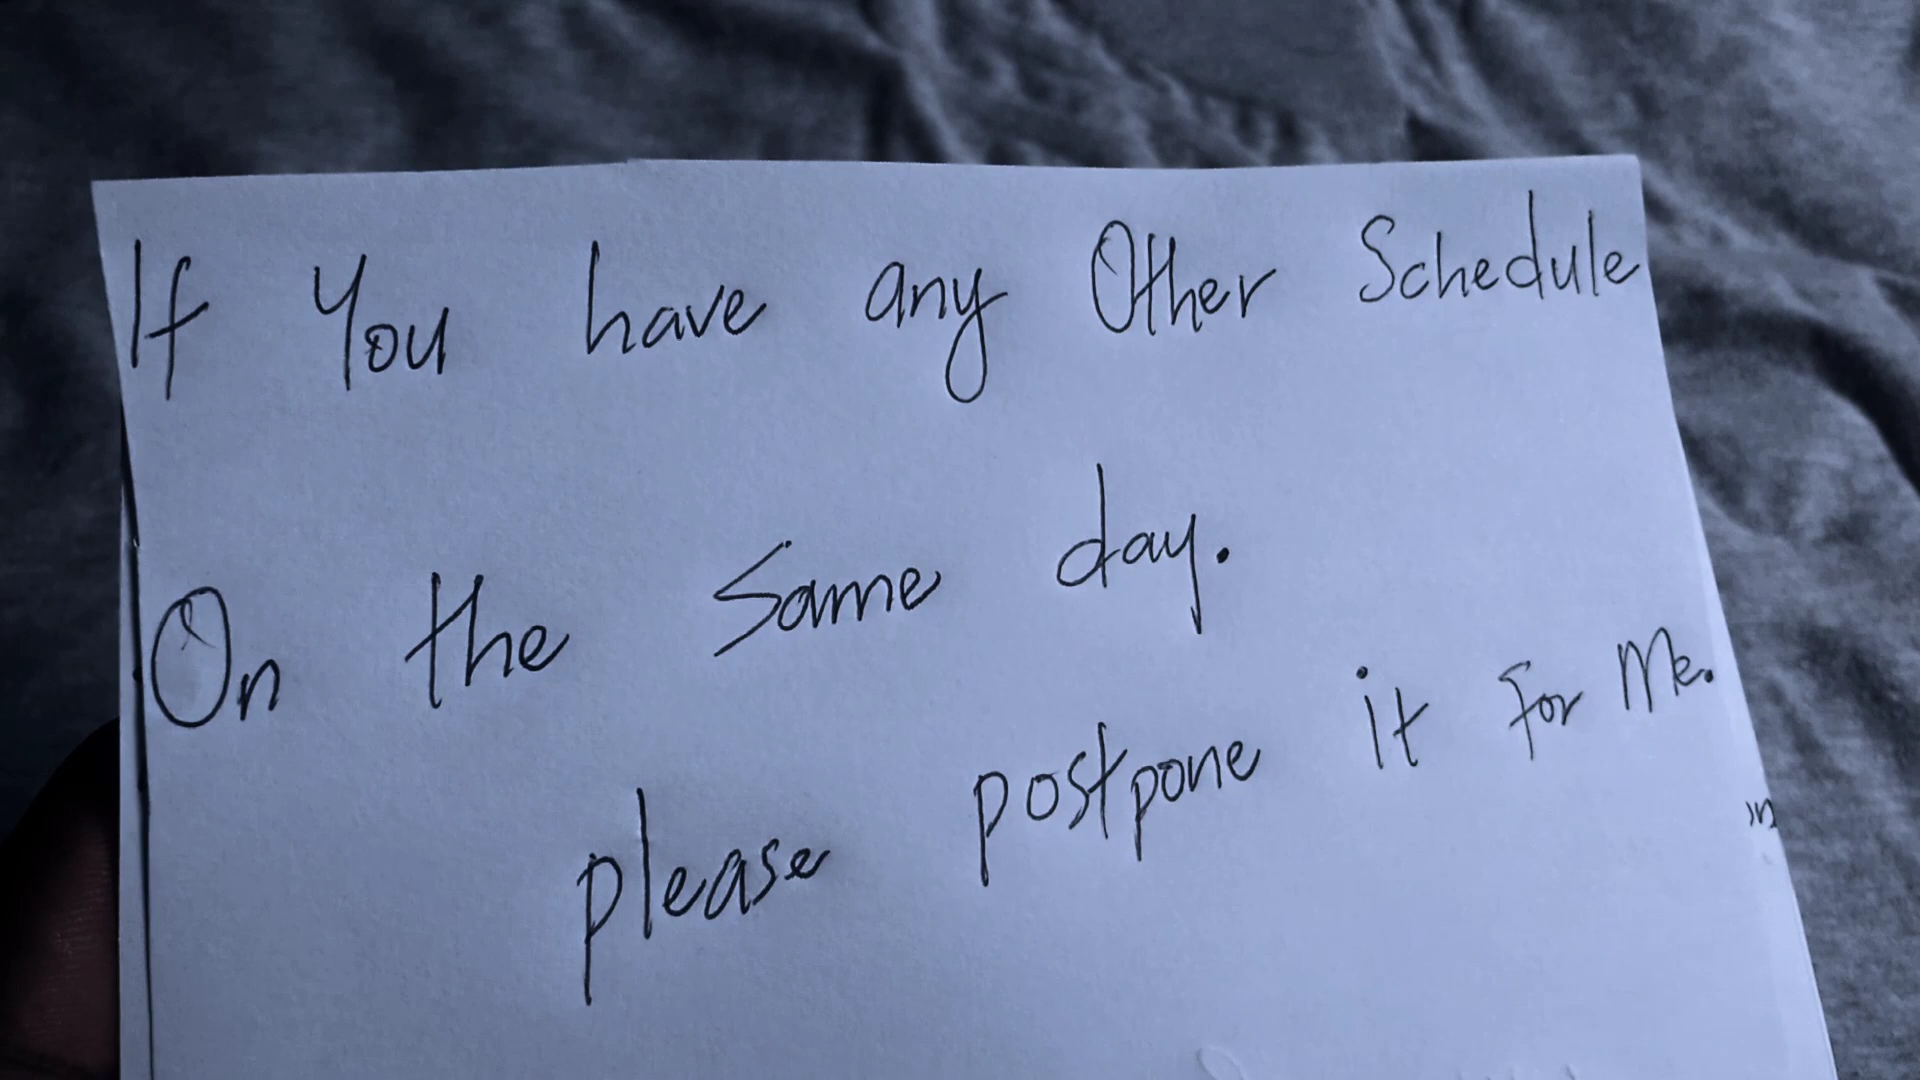 If You have any Other Schedule
On the Same day.
please postpone it for Me.